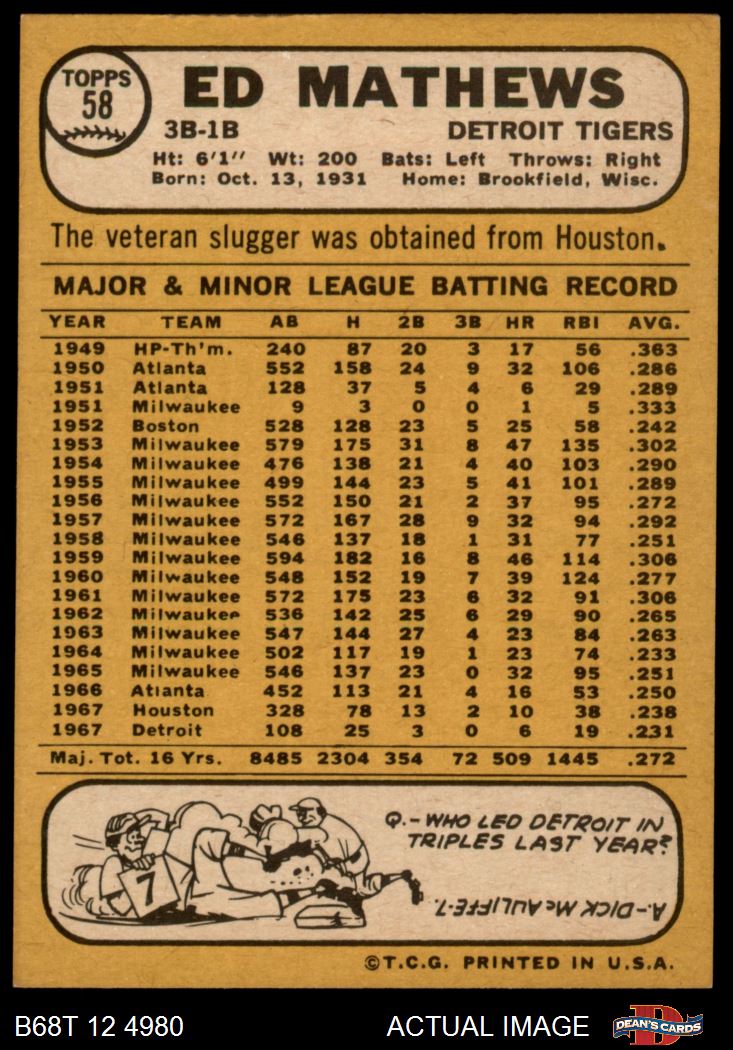 TOPPS
58
ED MATHEWS
3B-1B DETROIT TIGERS
Ht: 6'1" Wt: 200 Bats: Left Throws: Right
Born: Oct. 13, 1931 Home: Brookfield, Wisc.
The veteran slugger was obtained from Houston.
MAJOR & MINOR LEAGUE BATTING RECORD
YEAR TEAM AB H 2B 3B HR RBI AVG.
1949 HP-Th'm. 240 87 20 3 17 56 .363
1950 Atlanta 552 158 24 9 32 106 .286
1951 Atlanta 128 37 5 4 6 29 .289
1951 Milwaukee 9 3 0 0 1 5 .333
1952 Boston 528 128 23 5 25 58 .242
1953 Milwaukee 579 175 31 8 47 135 .302
1954 Milwaukee 476 138 21 4 40 103 .290
1955 Milwaukee 499 144 23 5 41 101 .289
1956 Milwaukee 552 150 21 2 37 95 .272
1957 Milwaukee 572 167 28 9 32 94 .292
1958 Milwaukee 546 137 18 1 31 77 .251
1959 Milwaukee 594 182 16 8 46 114 .306
1960 Milwaukee 548 152 19 7 39 124 .277
1961 Milwaukee 572 175 23 6 32 91 .306
1962 Milwaukee 536 142 25 6 29 90 .265
1963 Milwaukee 547 144 27 4 23 84 .263
1964 Milwaukee 502 117 19 1 23 74 .233
1965 Milwaukee 546 137 23 0 32 95 .251
1966 Atlanta 452 113 21 4 16 53 .250
1967 Houston 328 78 13 2 10 38 .238
1967 Detroit 108 25 3 0 6 19 .231
Maj. Tot. 16 Yrs. 8485 2304 354 72 509 1445 .272
Q.- WHO LED DETROIT IN
TRIPLES LAST YEAR?
7
A.- DICK McAULIFFE-7.
©T.C.G. PRINTED IN U.S.A.
B68T 12 4980 ACTUAL IMAGE DEAN'S CARDS